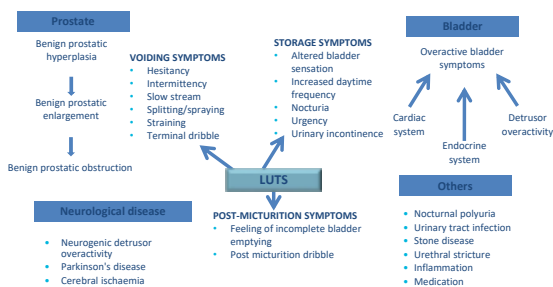 Prostate
Benign prostatic
hyperplasia
Benign prostatic
enlargement
Benign prostatic obstruction
VOIDING SYMPTOMS
• Hesitancy
• Intermittency
• Slow stream
• Splitting/spraying
• Straining
• Terminal dribble
STORAGE SYMPTOMS
• Altered bladder
sensation
• Increased daytime
frequency
• Nocturia
• Urgency
• Urinary incontinence
Bladder
Overactive bladder
symptoms
Cardiac
system
Endocrine
system
Detrusor
overactivity
LUTS
Neurological disease
• Neurogenic detrusor
overactivity
• Parkinson's disease
• Cerebral ischaemia
POST-MICTURITION SYMPTOMS
• Feeling of incomplete bladder
emptying
• Post micturition dribble
Others
• Nocturnal polyuria
• Urinary tract infection
• Stone disease
• Urethral stricture
• Inflammation
• Medication